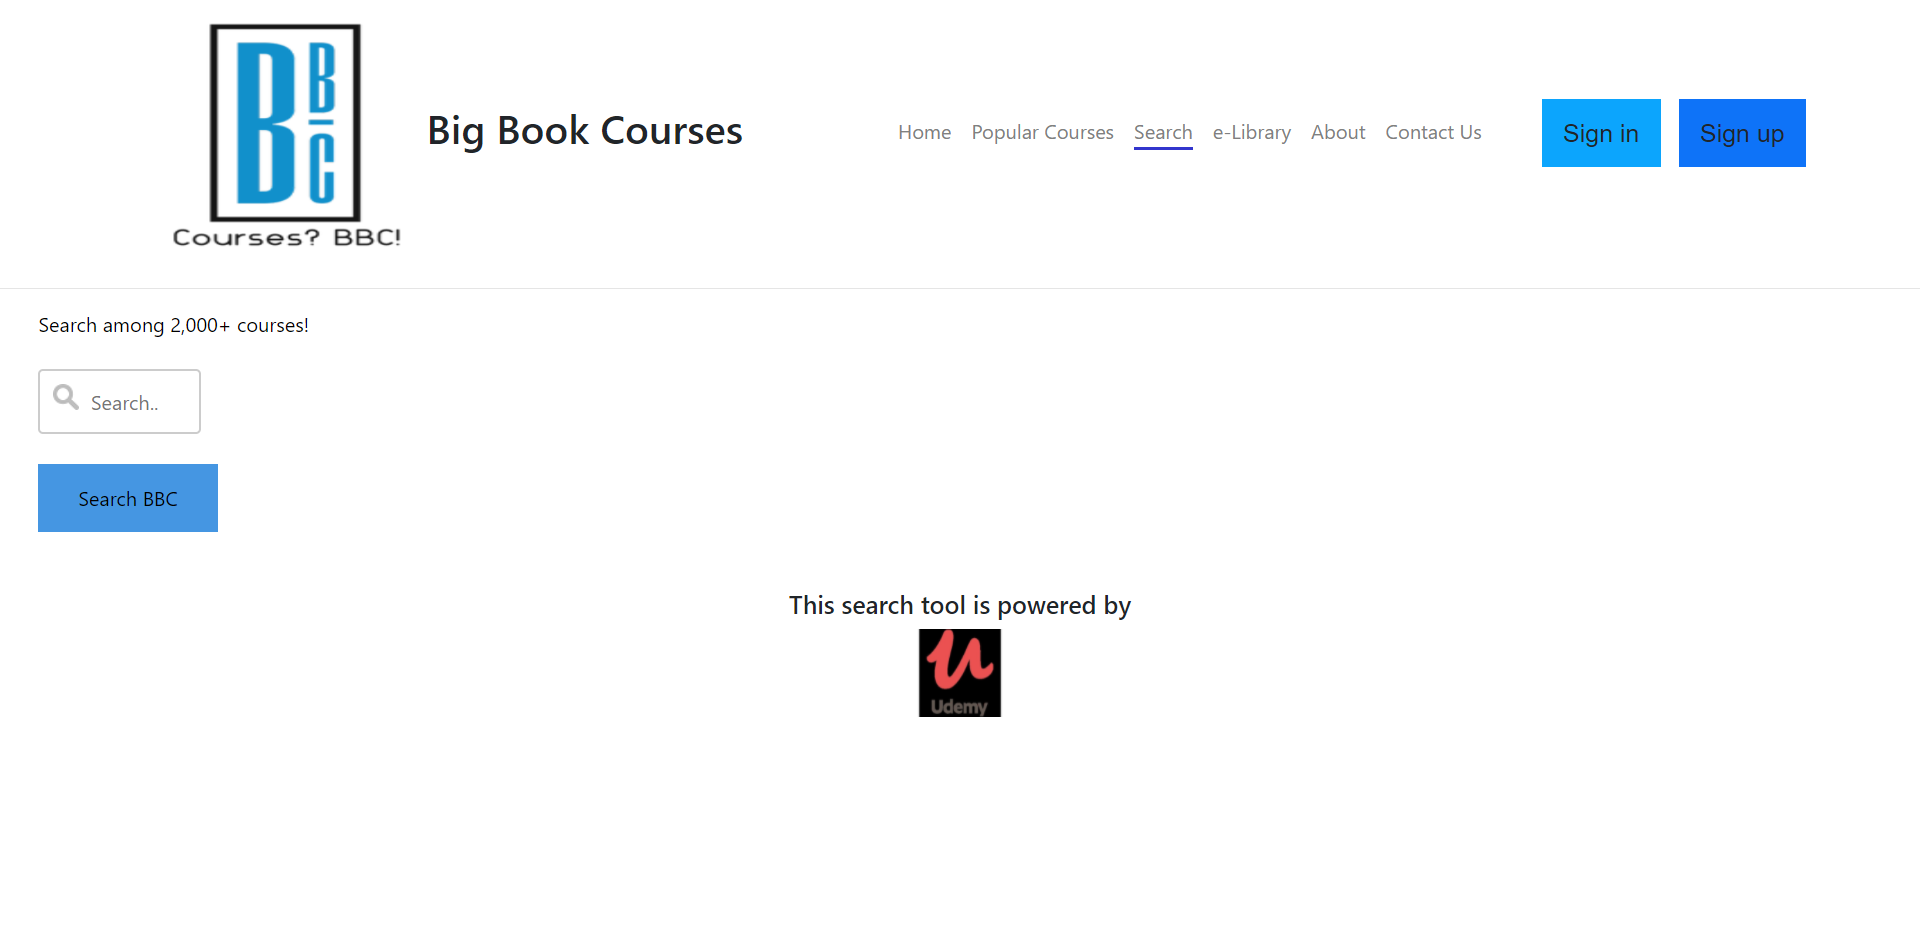 B B C
Courses? BBC!
Big Book Courses
Home Popular Courses Search e-Library About Contact Us
Sign in Sign up
Search among 2,000+ courses!
Search..
Search BBC
This search tool is powered by
Udemy